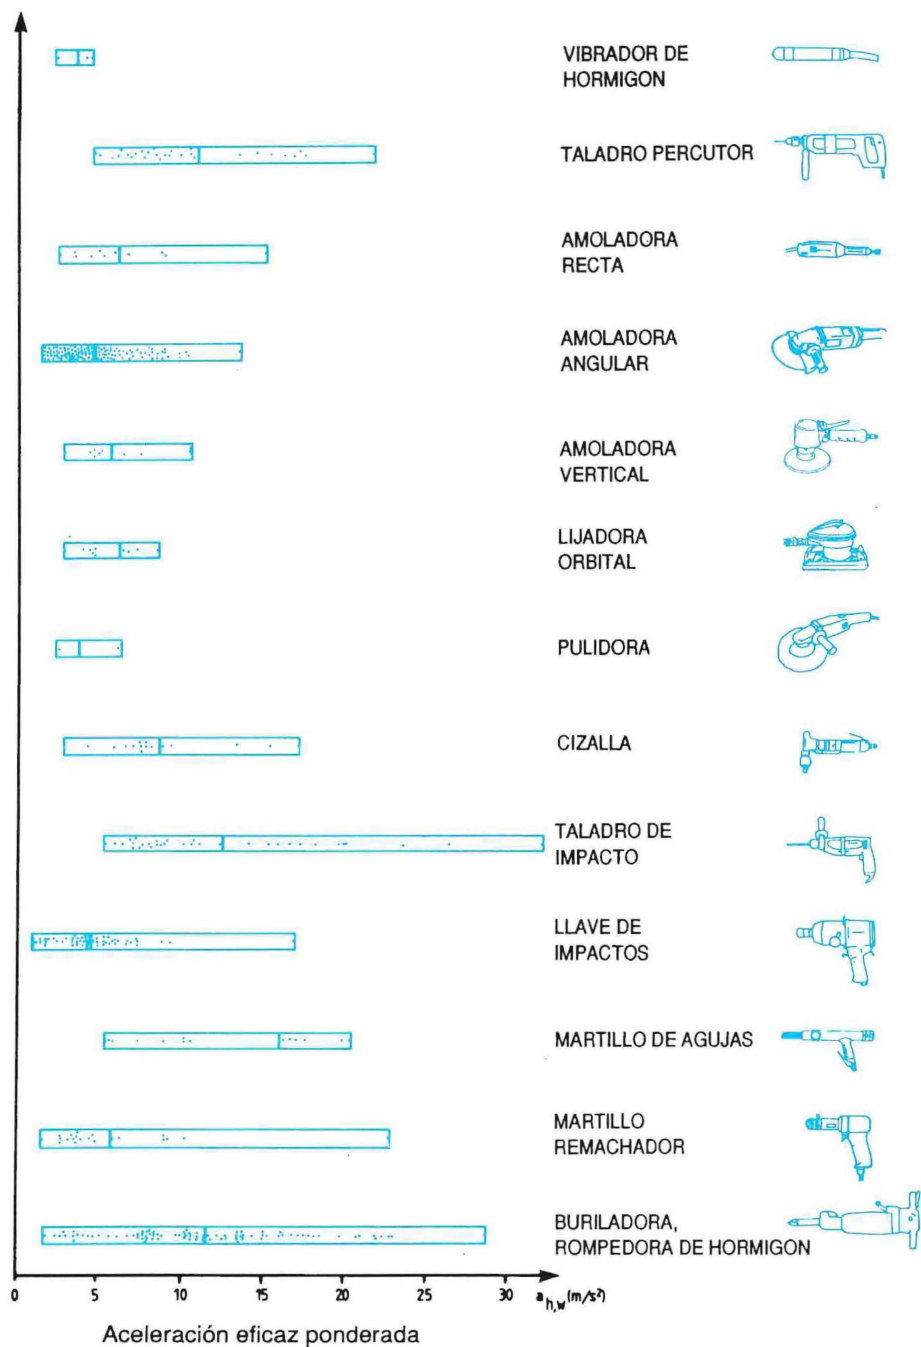 VIBRADOR DE
HORMIGON
TALADRO PERCUTOR
AMOLADORA
RECTA
AMOLADORA
ANGULAR
AMOLADORA
VERTICAL
LIJADORA
ORBITAL
PULIDORA
CIZALLA
TALADRO DE
IMPACTO
LLAVE DE
IMPACTOS
MARTILLO DE AGUJAS
MARTILLO
REMACHADOR
BURILADORA,
ROMPEDORA DE HORMIGON
0 5 10 15 20 25 30 a h,w (m/s²)
Aceleración eficaz ponderada